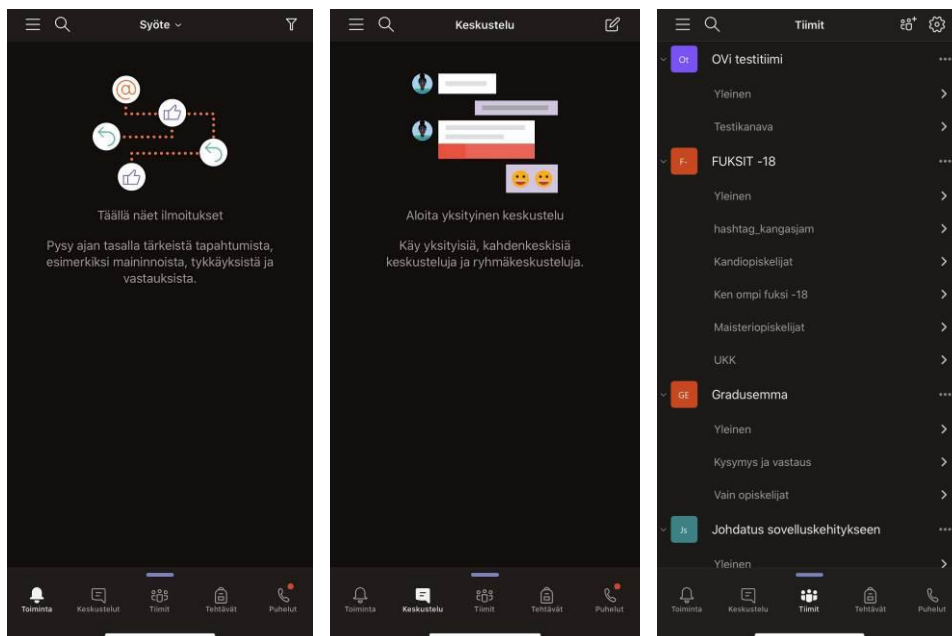 Syöte
Täällä näet ilmoitukset
Pysy ajan tasalla tärkeistä tapahtumista,
esimerkiksi maininnoista, tykkäyksistä ja
vastauksista.
Toiminta
Keskustelut
Tiimit
Tehtävät
Puhelut
Keskustelu
Aloita yksityinen keskustelu
Käy yksityisiä, kahdenkeskisiä
keskusteluja ja ryhmäkeskusteluja.
Toiminta
Keskustelu
Tiimit
Tehtävät
Puhelut
Tiimit
Ot OVi testitiimi
Yleinen
Testikanava
F- FUKSIT -18
Yleinen
hashtag_kangasjam
Kandiopiskelijat
Ken ompi fuksi -18
Maisteriopiskelijat
UKK
GE Gradusemma
Yleinen
Kysymys ja vastaus
Vain opiskelijat
Js Johdatus sovelluskehitykseen
Yleinen
Toiminta
Keskustelu
Tiimit
Tehtävät
Puhelut